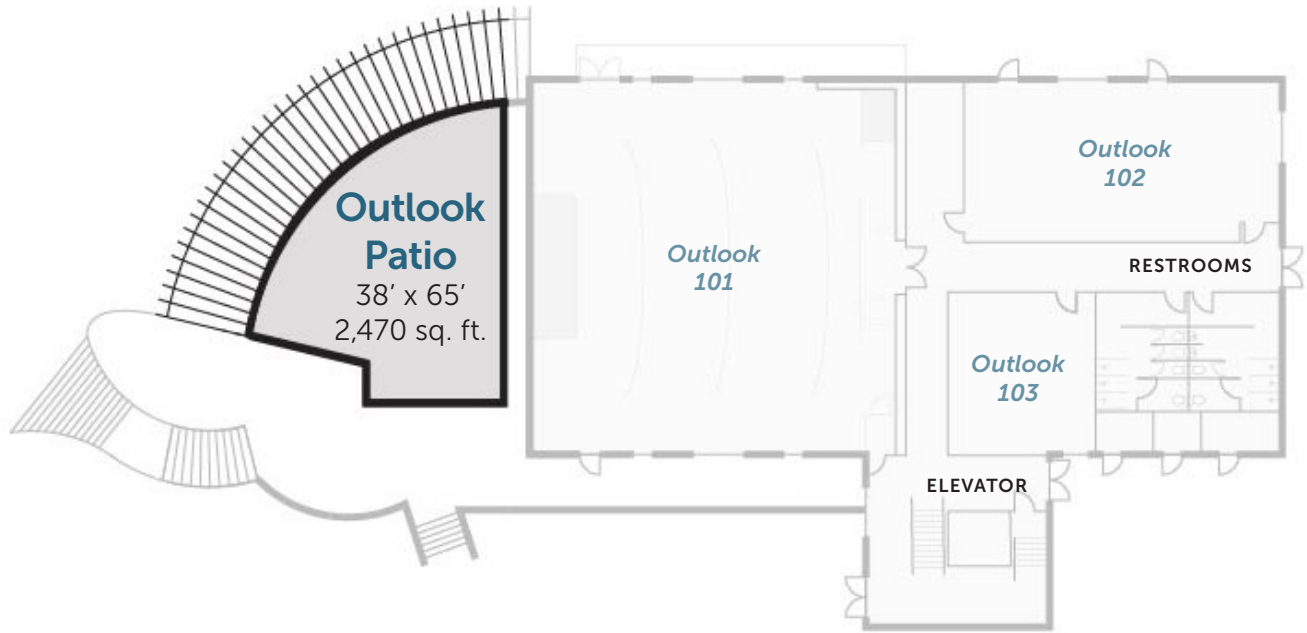 Outlook
Patio
38’ x 65’
2,470 sq. ft.
Outlook
101
Outlook
102
RESTROOMS
Outlook
103
ELEVATOR